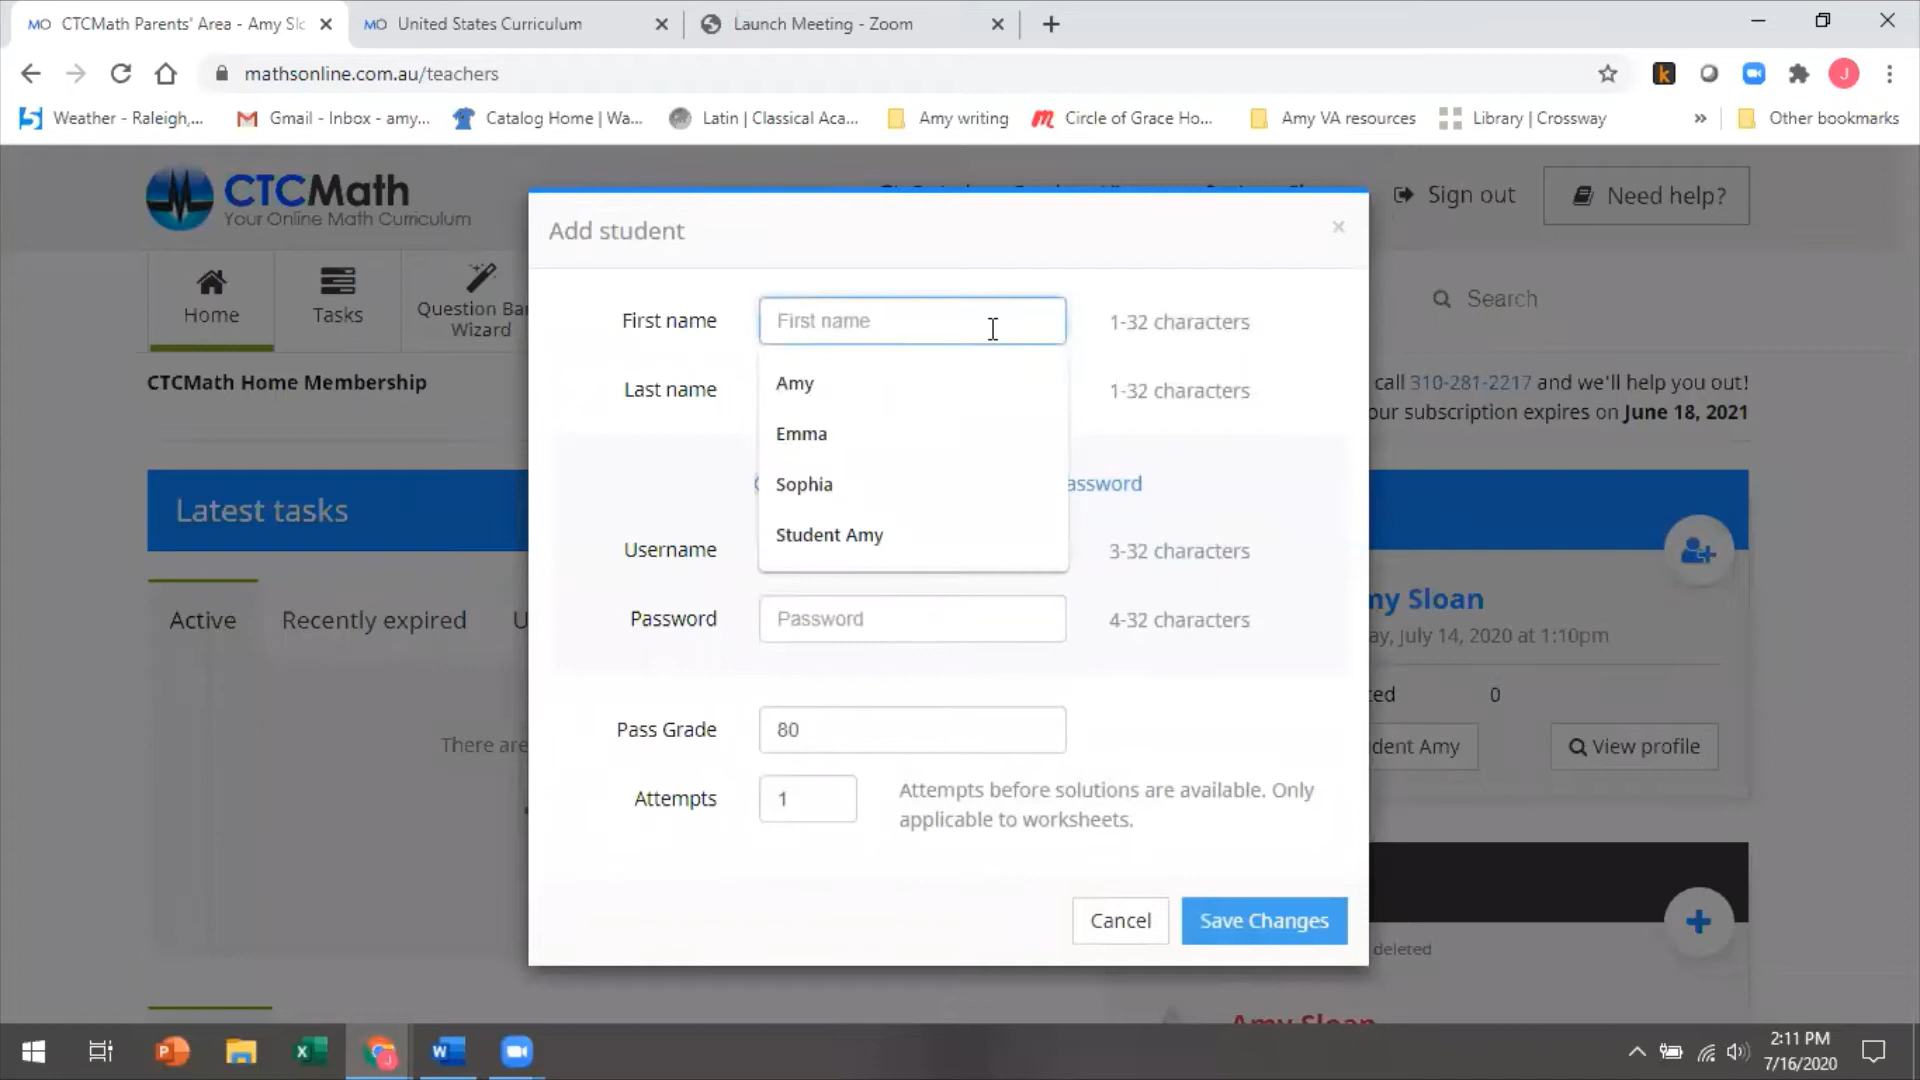 MO CTCMath Parents' Area - Amy Slo
MO United States Curriculum
Launch Meeting - Zoom
mathsonline.com.au/teachers
k
J
Weather - Raleigh,...
Gmail - Inbox - amy...
Catalog Home | Wa...
Latin | Classical Aca...
Amy writing
Circle of Grace Ho...
Amy VA resources
Library | Crossway
»
Other bookmarks
CTCMath
Your Online Math Curriculum
Sign out
Need help?
Home
Tasks
Question Ba
Wizard
Search
CTCMath Home Membership
call 310-281-2217 and we'll help you out!
our subscription expires on June 18, 2021
Latest tasks
Active
Recently expired
U
There are
Add student
×
First name
First name
1-32 characters
Amy
Emma
Sophia
Student Amy
Last name
1-32 characters
assword
Username
3-32 characters
Password
Password
4-32 characters
Pass Grade
80
Attempts
1
Attempts before solutions are available. Only
applicable to worksheets.
Cancel
Save Changes
my Sloan
ay, July 14, 2020 at 1:10pm
ted
0
dent Amy
View profile
deleted
Amy Sloan
2:11 PM
7/16/2020